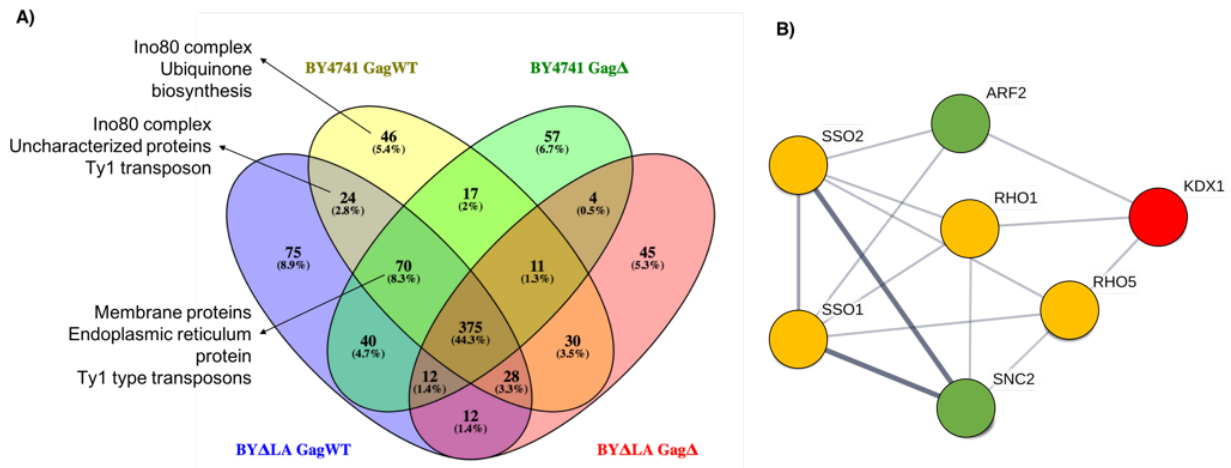 A)
Ino80 complex
Ubiquinone
biosynthesis
Ino80 complex
Uncharacterized proteins
Ty1 transposon
Membrane proteins
Endoplasmic reticulum
protein
Ty1 type transposons
BY4741 GagWT
BY4741 GagΔ
46
(5.4%)
57
(6.7%)
24
(2.8%)
17
(2%)
4
(0.5%)
75
(8.9%)
70
(8.3%)
11
(1.3%)
45
(5.3%)
375
(44.3%)
40
(4.7%)
30
(3.5%)
12
(1.4%)
28
(3.3%)
12
(1.4%)
BYΔLA GagWT
BYΔLA GagΔ
B)
ARF2
SSO2
KDX1
RHO1
RHO5
SSO1
SNC2